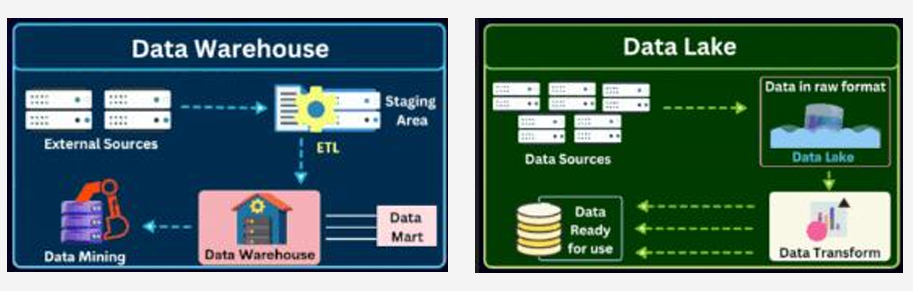 Data Warehouse
External Sources
Staging
Area
ETL
Data Mining
Data Warehouse
Data
Mart
Data Lake
Data Sources
Data in raw format
Data Lake
Data
Ready
for use
Data Transform